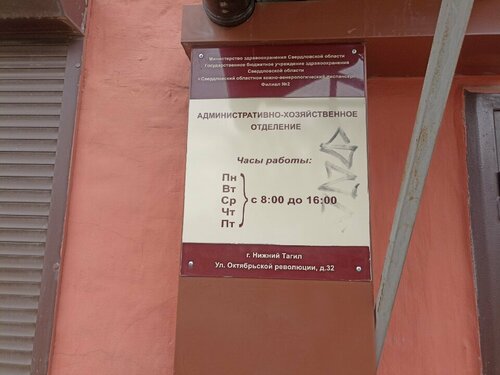 Министерство здравоохранения Свердловской области
Государственное бюджетное учреждение здравоохранения
Свердловской области
«Свердловский областной кожно-венерологический диспансер»
Филиал №2
АДМИНИСТРАТИВНО-ХОЗЯЙСТВЕННОЕ
ОТДЕЛЕНИЕ
Часы работы:
Пн
Вт
Ср с 8:00 до 16:00
Чт
Пт
г. Нижний Тагил
Ул. Октябрьской революции, д.32